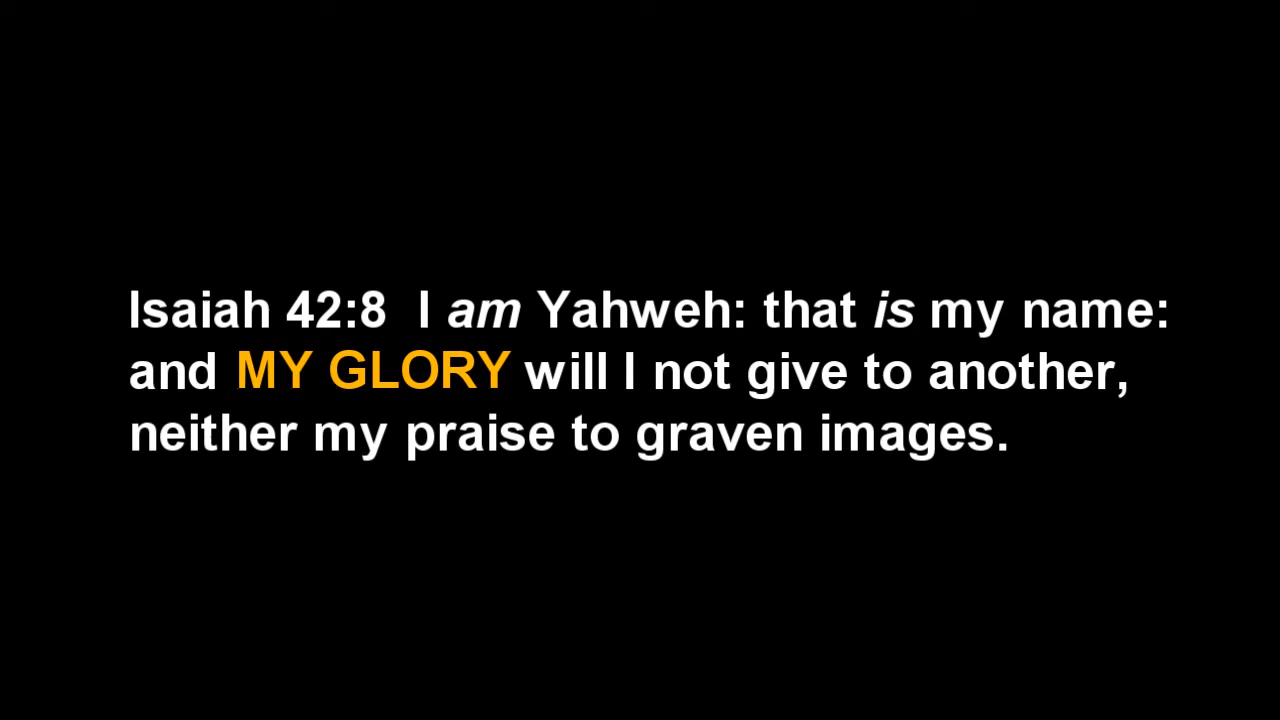 Isaiah 42:8  I am Yahweh: that is my name:
and MY GLORY will I not give to another,
neither my praise to graven images.